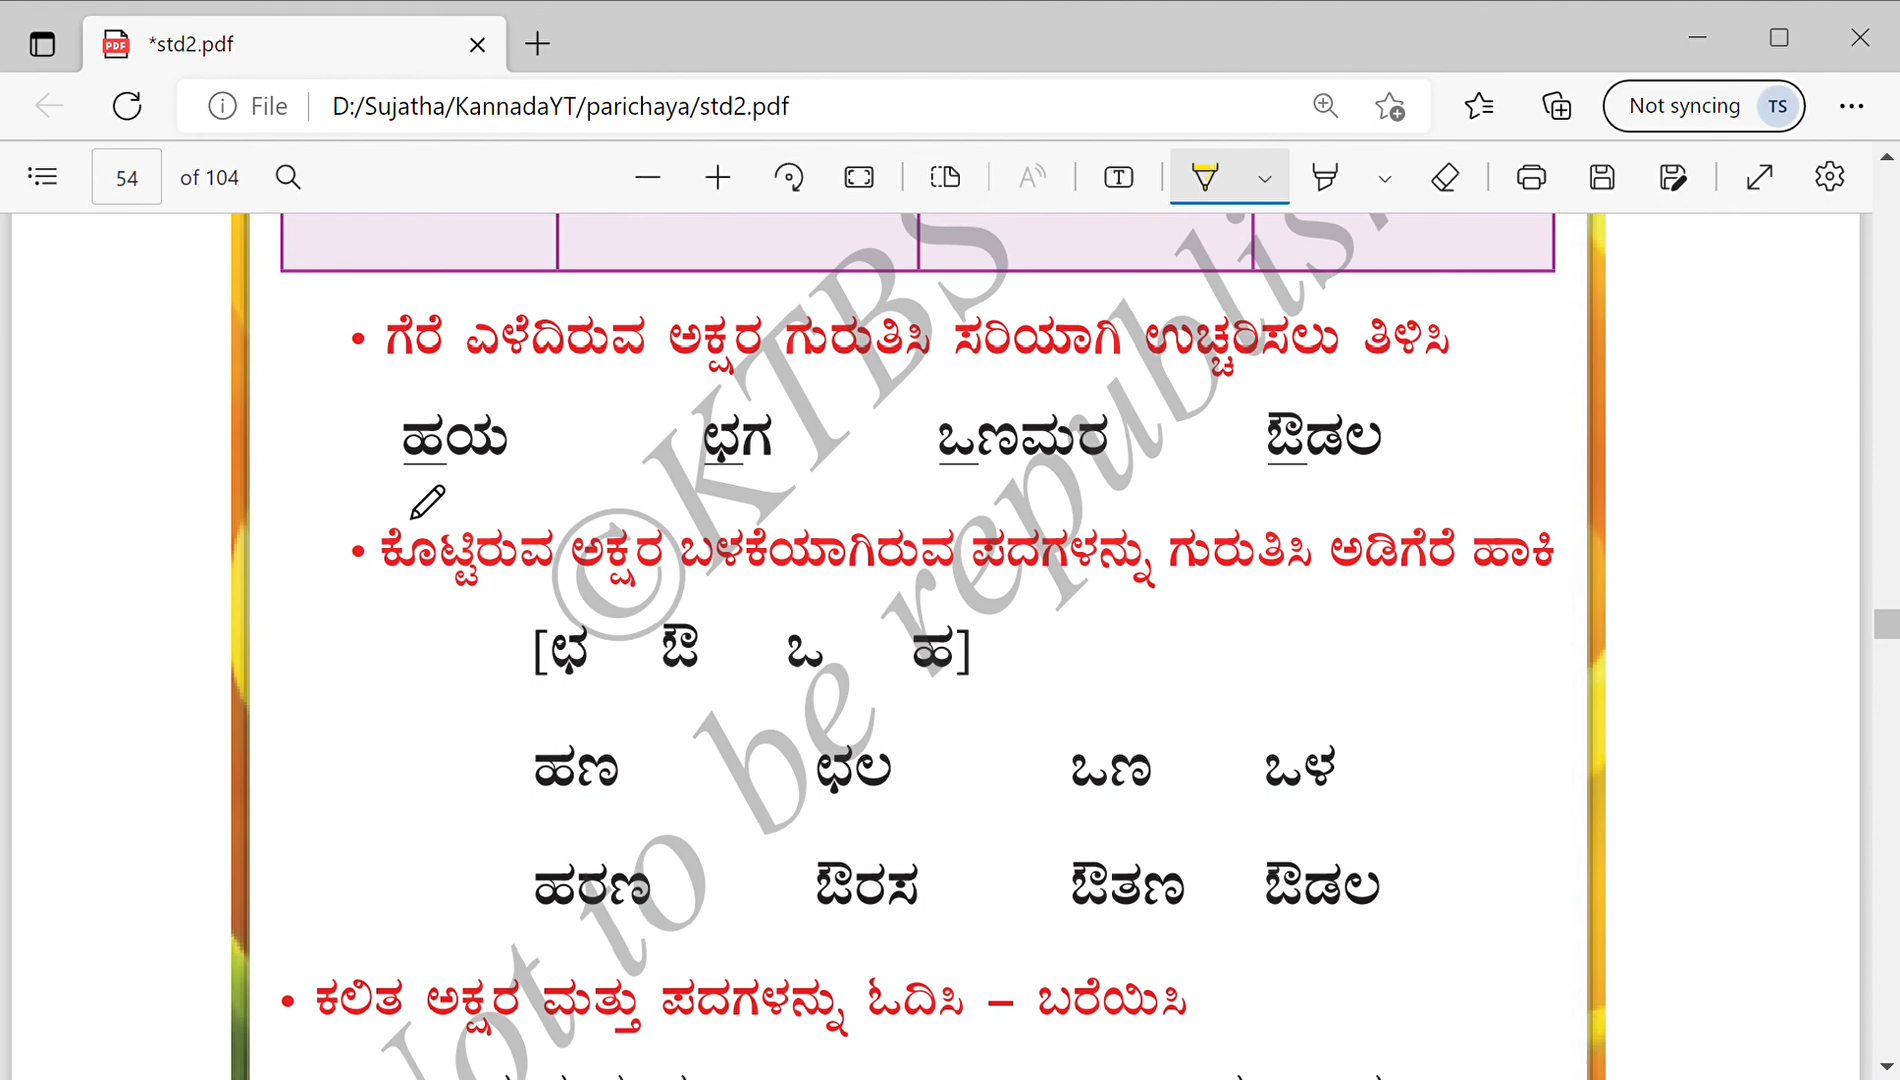 *std2.pdf
File D:/Sujatha/KannadaYT/parichaya/std2.pdf Not syncing TS
54 of 104
• ಗೆರೆ ಎಳೆದಿರುವ ಅಕ್ಷರ ಗುರುತಿಸಿ ಸರಿಯಾಗಿ ಉಚ್ಚರಿಸಲು ತಿಳಿಸಿ
ಹಯ ಛಗ ಒಣಮರ ಔಡಲ
• ಕೊಟ್ಟಿರುವ ಅಕ್ಷರ ಬಳಕೆಯಾಗಿರುವ ಪದಗಳನ್ನು ಗುರುತಿಸಿ ಅಡಿಗೆರೆ ಹಾಕಿ
[ಛ ಔ ಒ ಹ]
ಹಣ ಛಲ ಒಣ ಒಳ
ಹರಣ ಔರಸ ಔತಣ ಔಡಲ
• ಕಲಿತ ಅಕ್ಷರ ಮತ್ತು ಪದಗಳನ್ನು ಓದಿಸಿ – ಬರೆಯಿಸಿ
©KTBS
Not to be republis